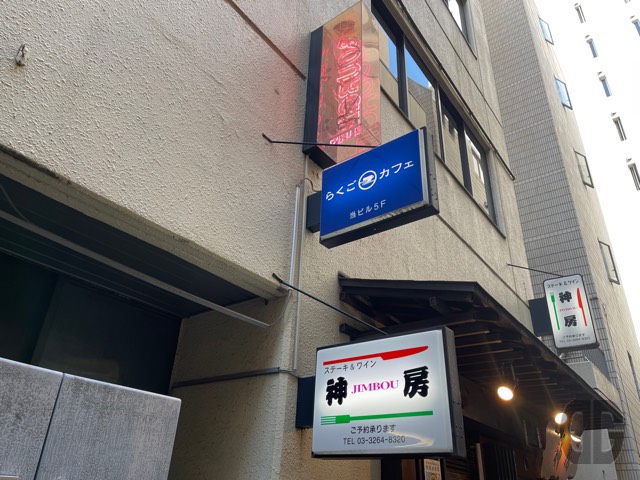 らくご カフェ
当ビル5F
ステーキ&ワイン
神 JIMBOU 房
ご予約承ります
TEL 03-3264-8320
ステーキ&ワイン
神
房